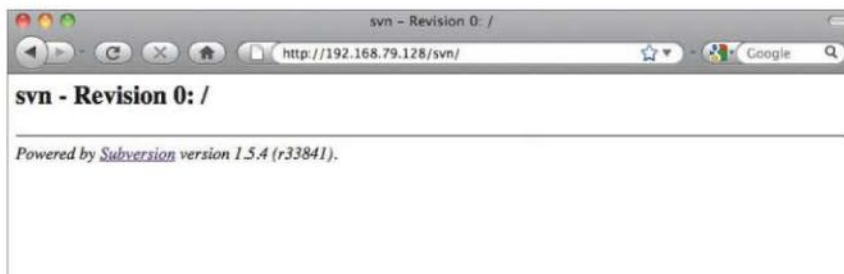 svn – Revision 0: /
http://192.168.79.128/svn/
Google
svn - Revision 0: /
Powered by Subversion version 1.5.4 (r33841).